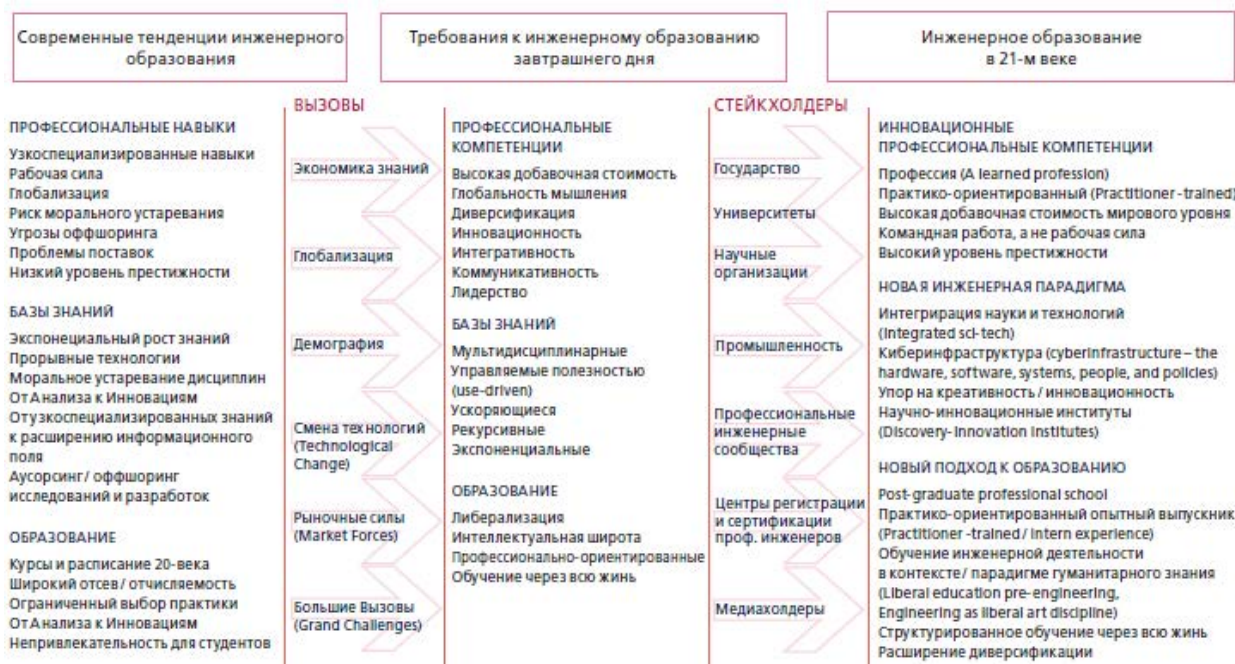 Современные тенденции инженерного
образования
Требования к инженерному образованию
завтрашнего дня
Инженерное образование
в 21-м веке
ВЫЗОВЫ
СТЕЙКХОЛДЕРЫ
ПРОФЕССИОНАЛЬНЫЕ НАВЫКИ
Узкоспециализированные навыки
Рабочая сила
Глобализация
Риск морального устаревания
Угрозы оффшоринга
Проблемы поставок
Низкий уровень престижности
БАЗЫ ЗНАНИЙ
Экспонециальный рост знаний
Прорывные технологии
Моральное устаревание дисциплин
От Анализа к Инновациям
От узкоспециализированных знаний
к расширению информационного
поля
Аусорсинг / оффшоринг
исследований и разработок
ОБРАЗОВАНИЕ
Курсы и расписание 20-века
Широкий отсев / отчисляемость
Ограниченный выбор практики
От Анализа к Инновациям
Непривлекательность для студентов
Экономика знаний
Глобализация
Демография
Смена технологий
(Technological
Change)
Рыночные силы
(Market Forces)
Большие Вызовы
(Grand Challenges)
ПРОФЕССИОНАЛЬНЫЕ
КОМПЕТЕНЦИИ
Высокая добавочная стоимость
Глобальность мышления
Диверсификация
Инновационность
Интегративность
Коммуникативность
Лидерство
БАЗЫ ЗНАНИЙ
Мультидисциплинарные
Управляемые полезностью
(use-driven)
Ускоряющиеся
Рекурсивные
Экспоненциальные
ОБРАЗОВАНИЕ
Либерализация
Интеллектуальная широта
Профессионально-ориентированные
Обучение через всю жинь
Государство
Университеты
Научные
организации
Промышленность
Профессиональные
инженерные
сообщества
Центры регистрации
и сертификации
проф. инженеров
Медиахолдеры
ИННОВАЦИОННЫЕ
ПРОФЕССИОНАЛЬНЫЕ КОМПЕТЕНЦИИ
Профессия (A learned profession)
Практико-ориентированный (Practitioner -trained)
Высокая добавочная стоимость мирового уровня
Командная работа, а не рабочая сила
Высокий уровень престижности
НОВАЯ ИНЖЕНЕРНАЯ ПАРАДИГМА
Интегрирация науки и технологий
(Integrated sci-tech)
Киберинфраструктура (cyberinfrastructure – the
hardware, software, systems, people, and policies)
Упор на креативность / инновационность
Научно-инновационные институты
(Discovery- Innovation Institutes)
НОВЫЙ ПОДХОД К ОБРАЗОВАНИЮ
Post-graduate professional school
Практико-ориентированный опытный выпускник
(Practitioner -trained / Intern experience)
Обучение инженерной деятельности
в контексте / парадигме гуманитарного знания
(Liberal education pre-engineering,
Engineering as liberal art discipline)
Структурированное обучение через всю жинь
Расширение диверсификации